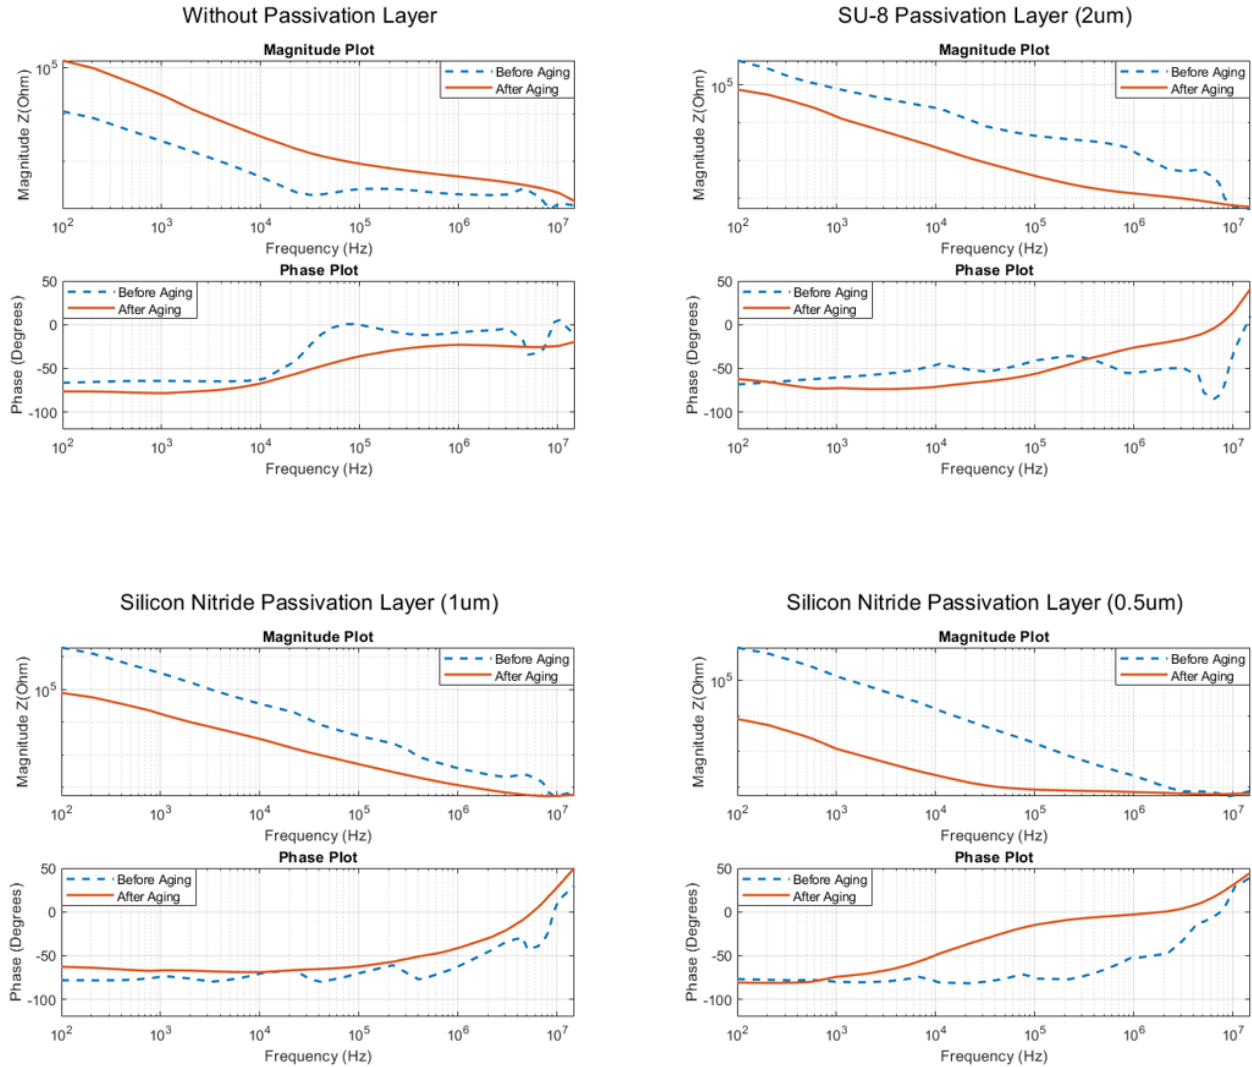 Without Passivation Layer
Magnitude Plot
Before Aging
After Aging
10^5
Magnitude Z(Ohm)
10^2 10^3 10^4 10^5 10^6 10^7
Frequency (Hz)
Phase Plot
Before Aging
After Aging
50
0
-50
-100
Phase (Degrees)
10^2 10^3 10^4 10^5 10^6 10^7
Frequency (Hz)
SU-8 Passivation Layer (2um)
Magnitude Plot
Before Aging
After Aging
10^5
Magnitude Z(Ohm)
10^2 10^3 10^4 10^5 10^6 10^7
Frequency (Hz)
Phase Plot
Before Aging
After Aging
50
0
-50
-100
Phase (Degrees)
10^2 10^3 10^4 10^5 10^6 10^7
Frequency (Hz)
Silicon Nitride Passivation Layer (1um)
Magnitude Plot
Before Aging
After Aging
10^5
Magnitude Z(Ohm)
10^2 10^3 10^4 10^5 10^6 10^7
Frequency (Hz)
Phase Plot
Before Aging
After Aging
50
0
-50
-100
Phase (Degrees)
10^2 10^3 10^4 10^5 10^6 10^7
Frequency (Hz)
Silicon Nitride Passivation Layer (0.5um)
Magnitude Plot
Before Aging
After Aging
10^5
Magnitude Z(Ohm)
10^2 10^3 10^4 10^5 10^6 10^7
Frequency (Hz)
Phase Plot
Before Aging
After Aging
50
0
-50
-100
Phase (Degrees)
10^2 10^3 10^4 10^5 10^6 10^7
Frequency (Hz)